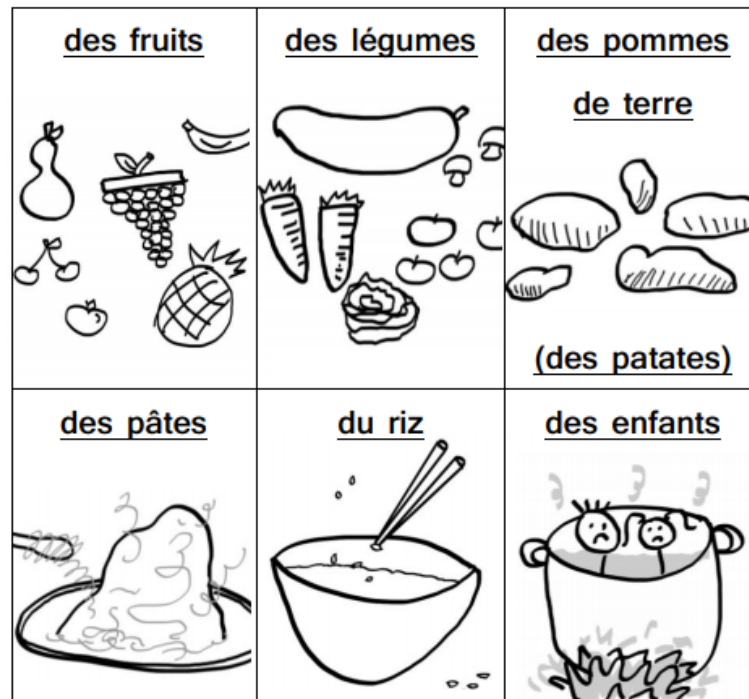 des fruits
des légumes
des pommes
de terre
(des patates)
des pâtes
du riz
des enfants